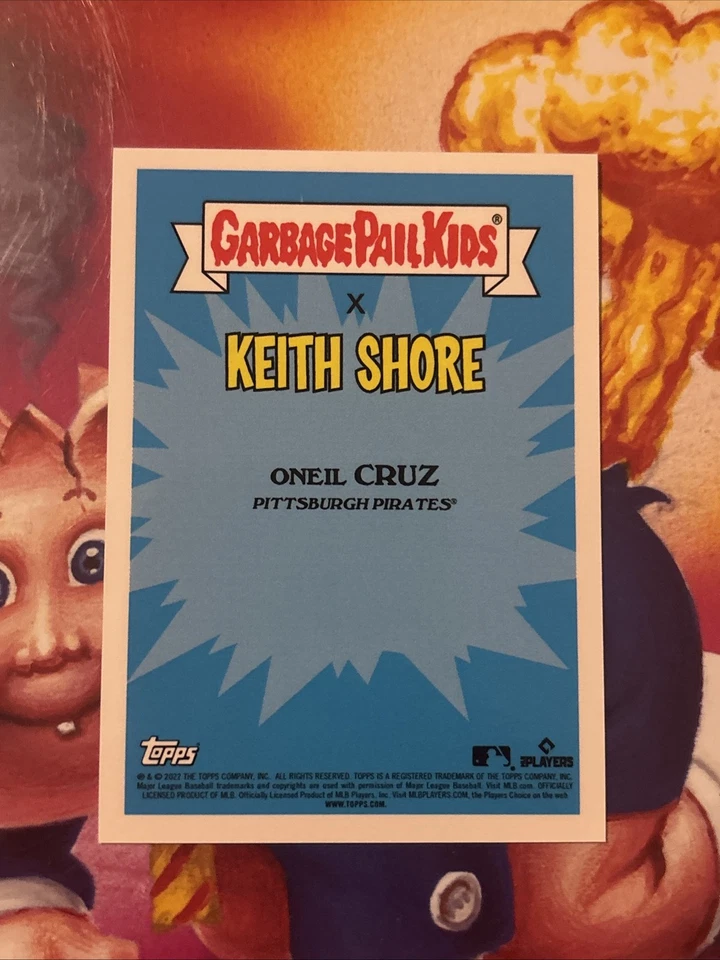 GARBAGE PAIL KIDS®
X
KEITH SHORE
ONEIL CRUZ
PITTSBURGH PIRATES®
TOPPS
MLB PLAYERS
® & © 2022 THE TOPPS COMPANY, INC. ALL RIGHTS RESERVED. TOPPS IS A REGISTERED TRADEMARK OF THE TOPPS COMPANY, INC.
Major League Baseball trademarks and copyrights are used with permission of Major League Baseball. Visit MLB.com. OFFICIALLY
LICENSED PRODUCT OF MLB. Officially Licensed Product of MLB Players, Inc. Visit MLBPLAYERS.COM, the Players Choice on the web.
WWW.TOPPS.COM.